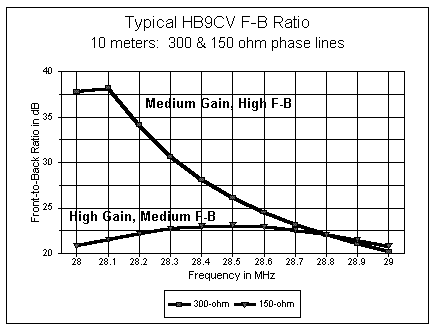 Typical HB9CV F-B Ratio
10 meters:  300 & 150 ohm phase lines
Front-to-Back Ratio in dB
40
35
30
25
20
Medium Gain, High F-B
High Gain, Medium F-B
28 28.1 28.2 28.3 28.4 28.5 28.6 28.7 28.8 28.9 29
Frequency in MHz
300-ohm 150-ohm